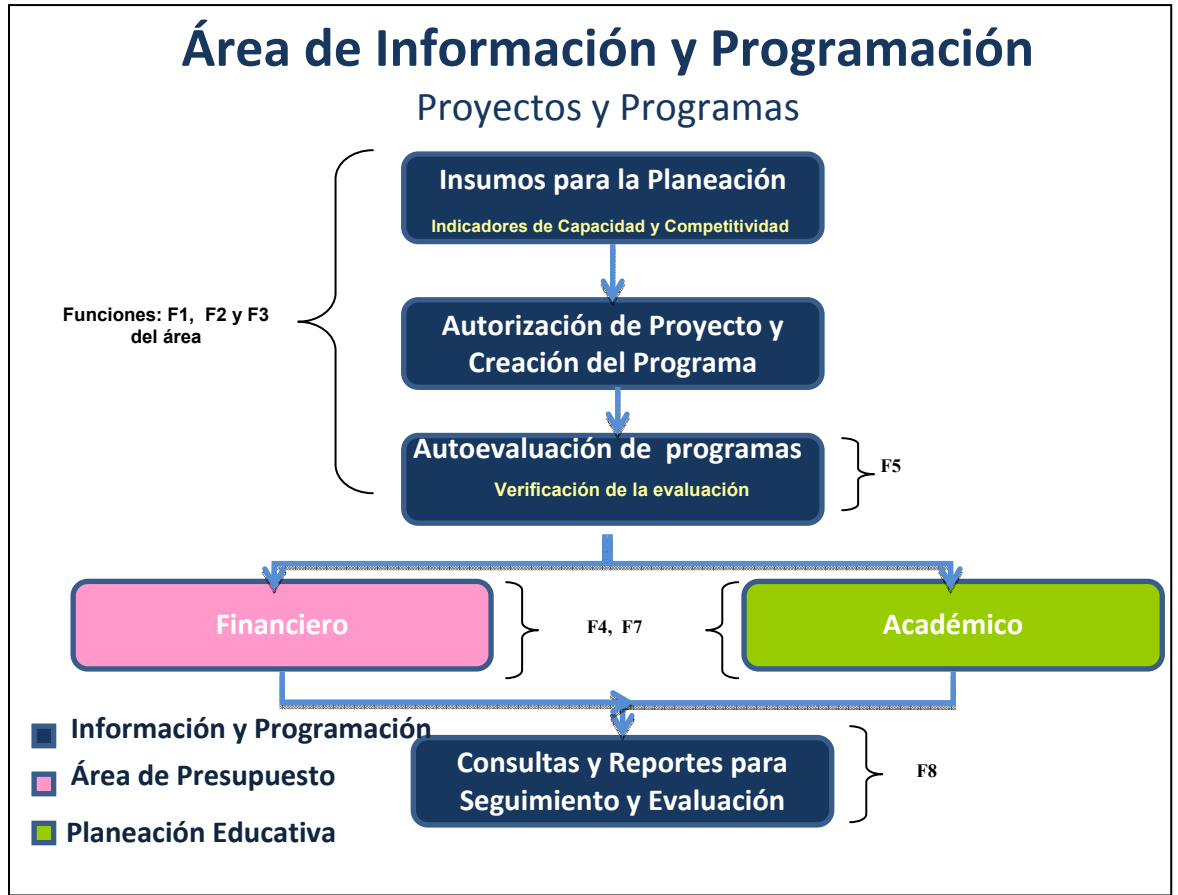 Área de Información y Programación
Proyectos y Programas
Insumos para la Planeación
Indicadores de Capacidad y Competitividad
Funciones: F1, F2 y F3
del área
Autorización de Proyecto y
Creación del Programa
Autoevaluación de programas
Verificación de la evaluación
F5
Financiero
F4, F7
Académico
Información y Programación
Área de Presupuesto
Planeación Educativa
Consultas y Reportes para
Seguimiento y Evaluación
F8